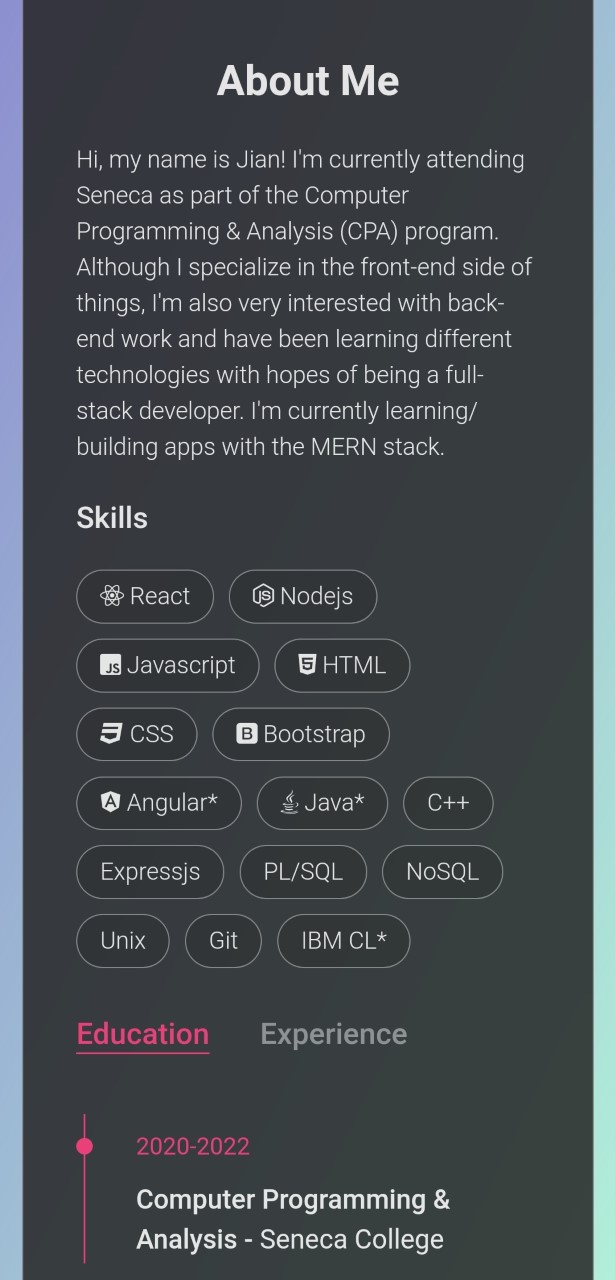 About Me
Hi, my name is Jian! I'm currently attending
Seneca as part of the Computer
Programming & Analysis (CPA) program.
Although I specialize in the front-end side of
things, I'm also very interested with back-
end work and have been learning different
technologies with hopes of being a full-
stack developer. I'm currently learning/
building apps with the MERN stack.
Skills
React Nodejs
JS Javascript HTML
CSS B Bootstrap
Angular* Java* C++
Expressjs PL/SQL NoSQL
Unix Git IBM CL*
Education Experience
2020-2022
Computer Programming &
Analysis - Seneca College